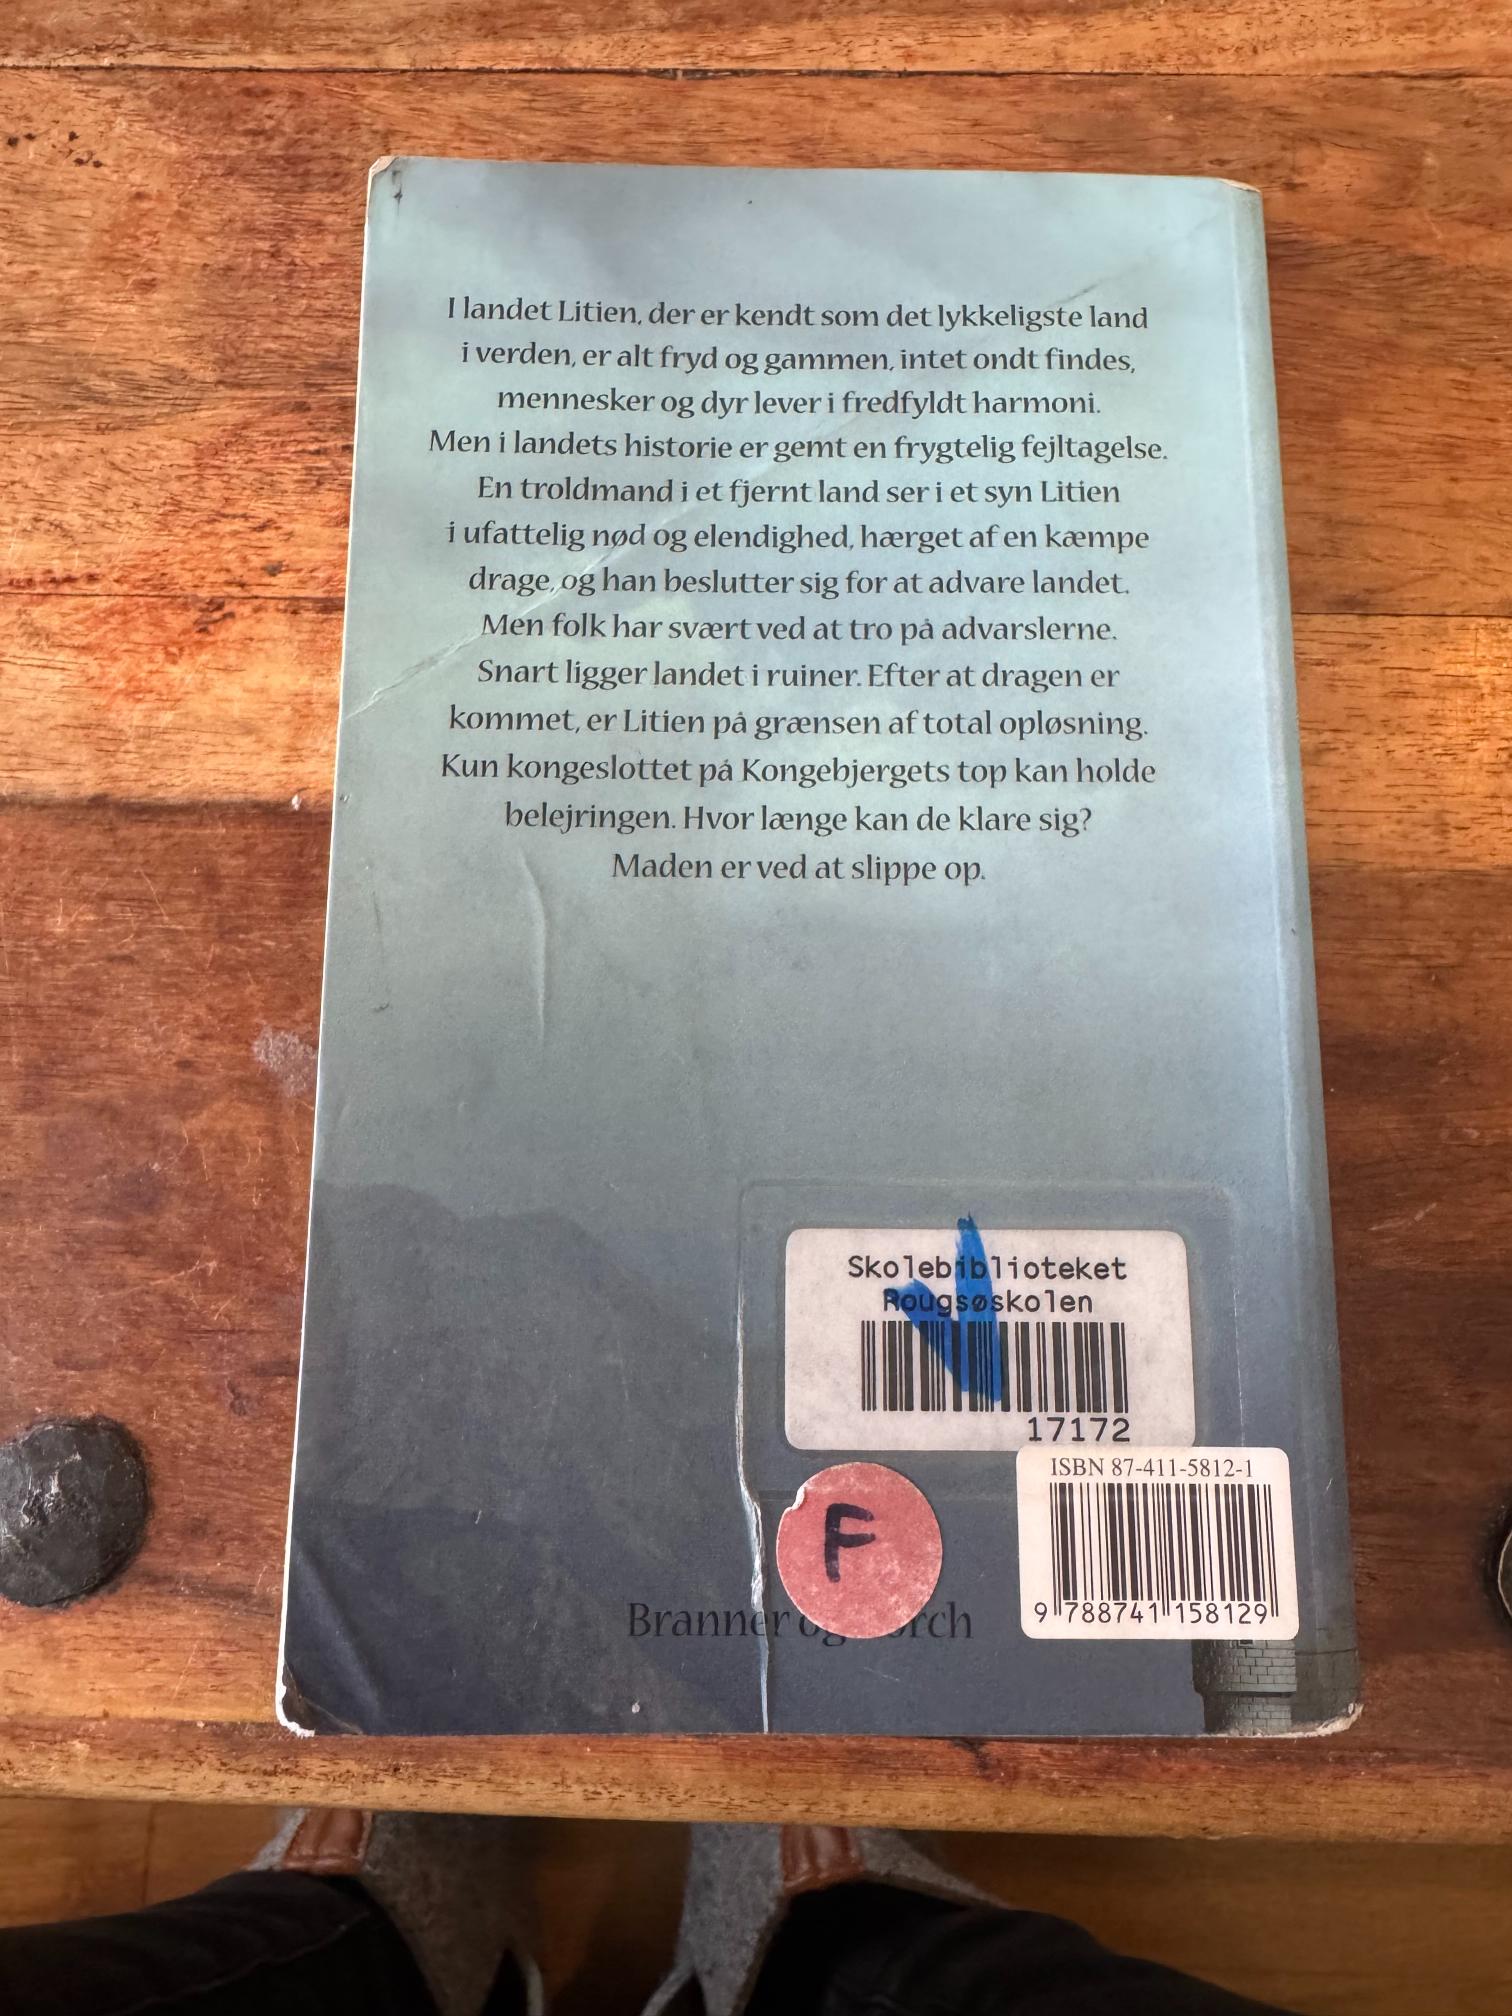 I landet Litien, der er kendt som det lykkeligste land
i verden, er alt fryd og gammen, intet ondt findes,
mennesker og dyr lever i fredfyldt harmoni.
Men i landets historie er gemt en frygtelig fejltagelse.
En troldmand i et fjernt land ser i et syn Litien
i ufattelig nød og elendighed, hærget af en kæmpe
drage, og han beslutter sig for at advare landet.
Men folk har svært ved at tro på advarslerne.
Snart ligger landet i ruiner. Efter at dragen er
kommet, er Litien på grænsen af total opløsning.
Kun kongeslottet på Kongebjergets top kan holde
belejringen. Hvor længe kan de klare sig?
Maden er ved at slippe op.
Skolebiblioteket
Rougsøskolen
17172
ISBN 87-411-5812-1
9 788741 158129
F
Branner og